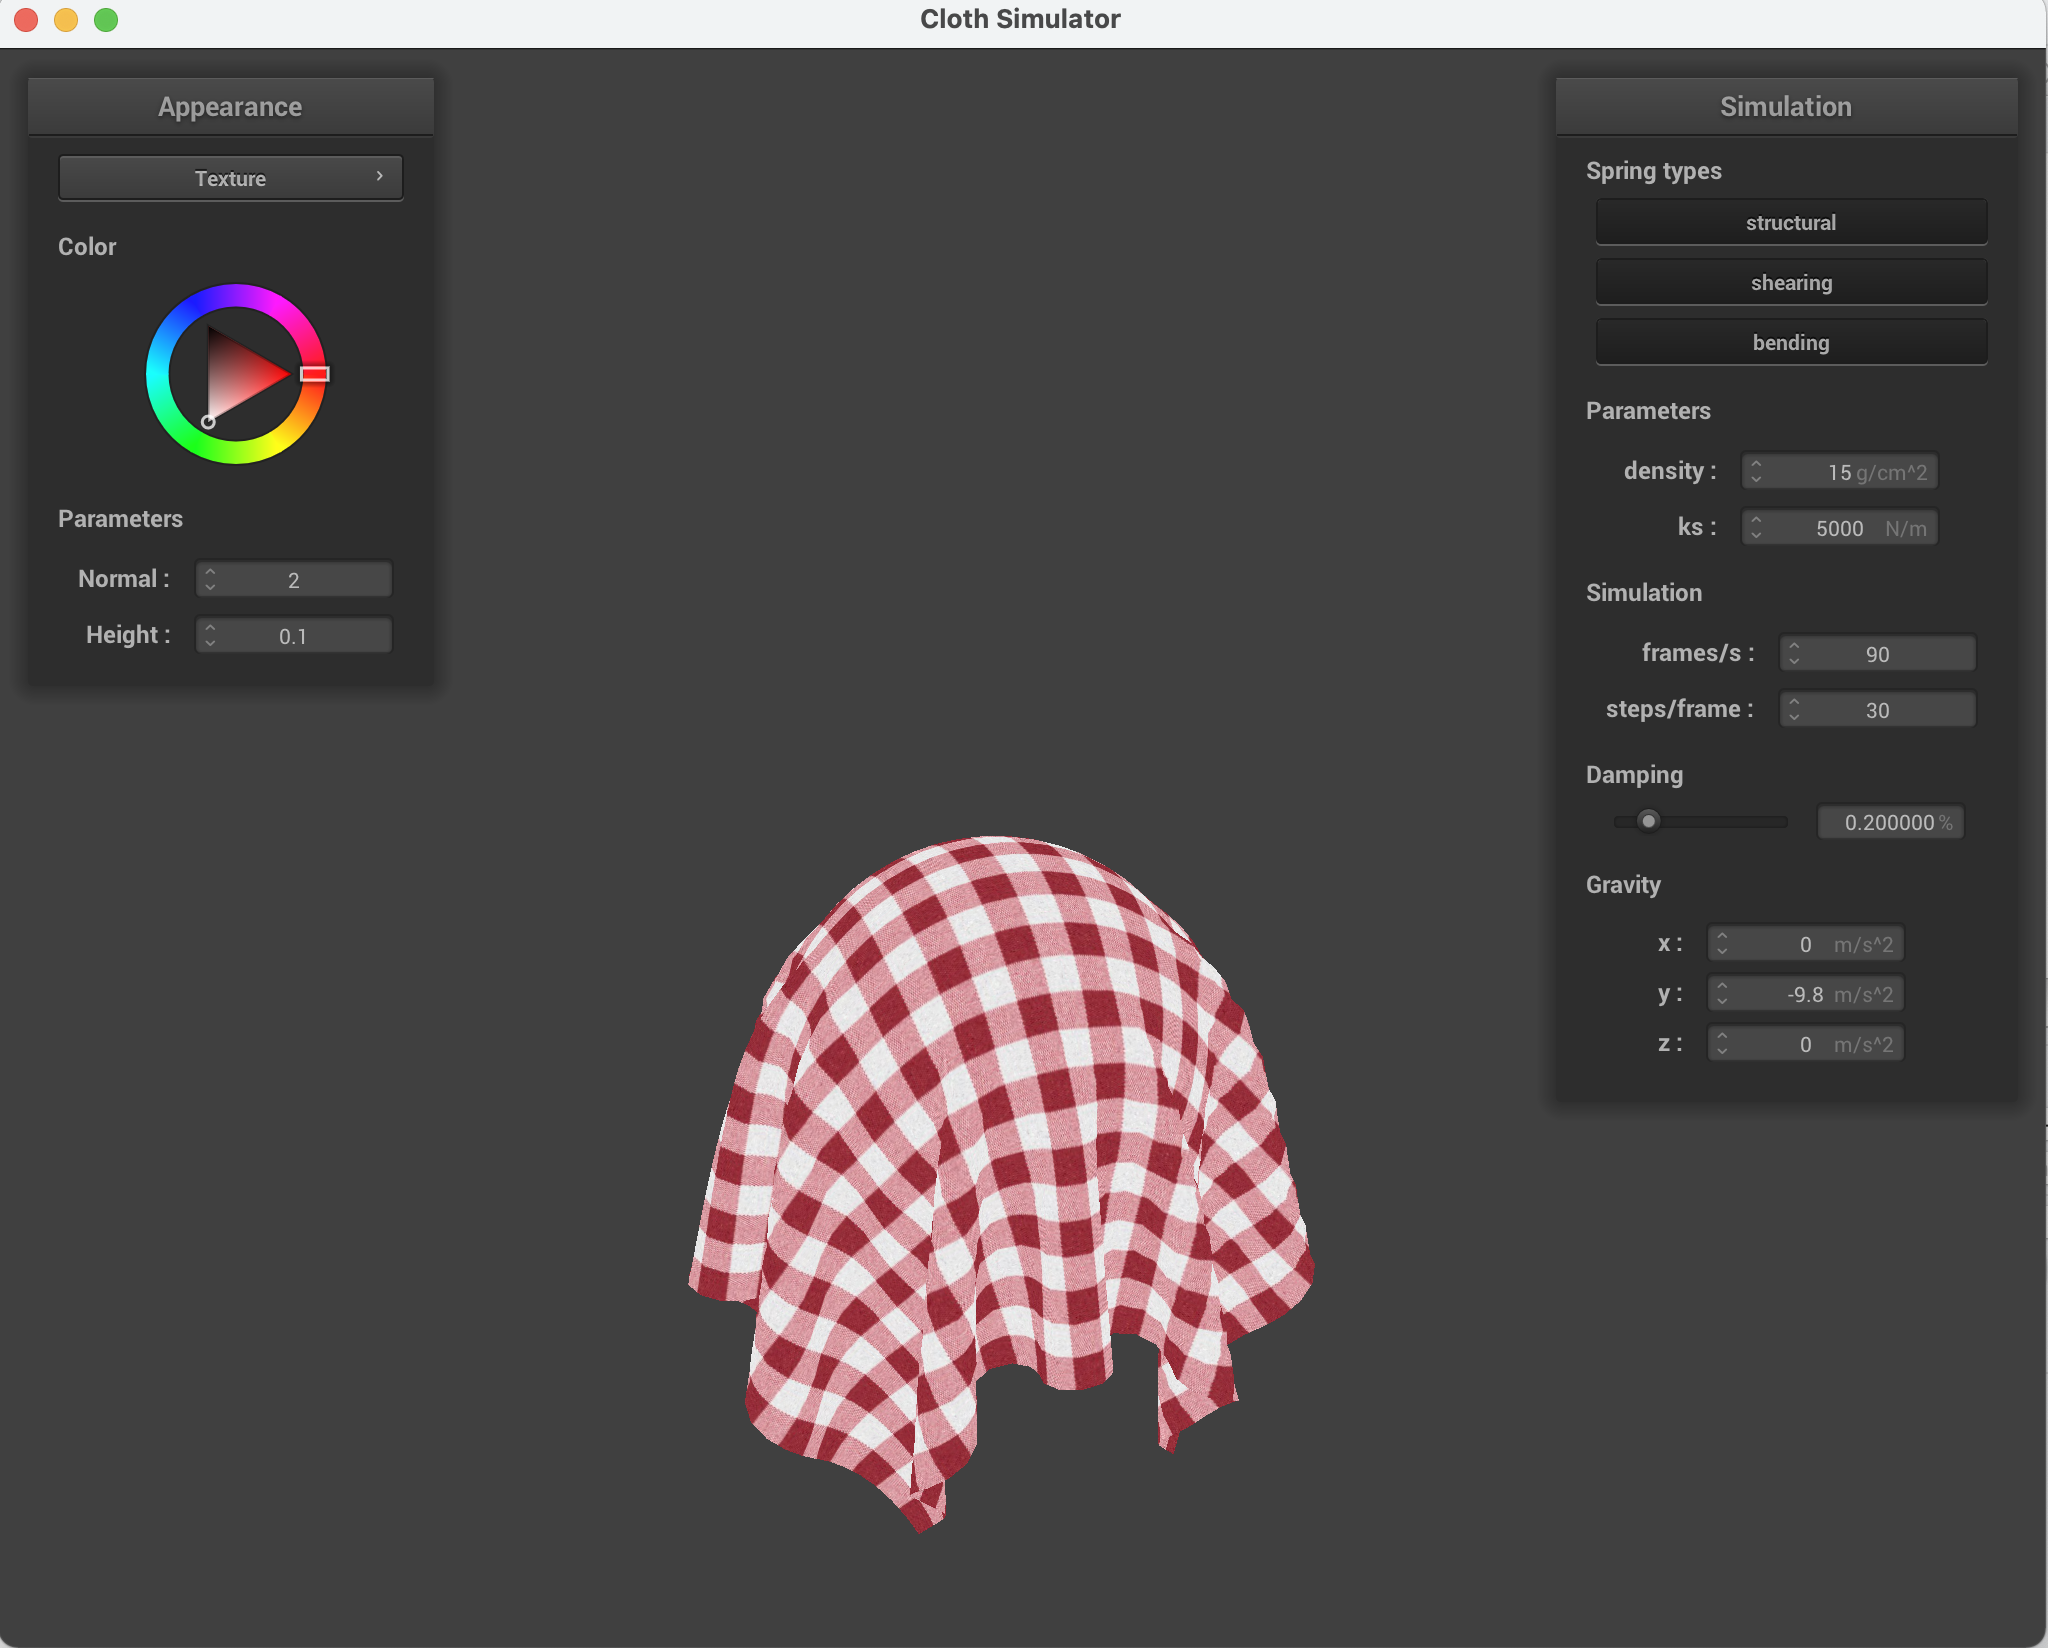 Cloth Simulator
Appearance
Texture
Color
Parameters
Normal : 2
Height : 0.1
Simulation
Spring types
structural
shearing
bending
Parameters
density : 15 g/cm^2
ks : 5000 N/m
Simulation
frames/s : 90
steps/frame : 30
Damping
0.200000 %
Gravity
x : 0 m/s^2
y : -9.8 m/s^2
z : 0 m/s^2